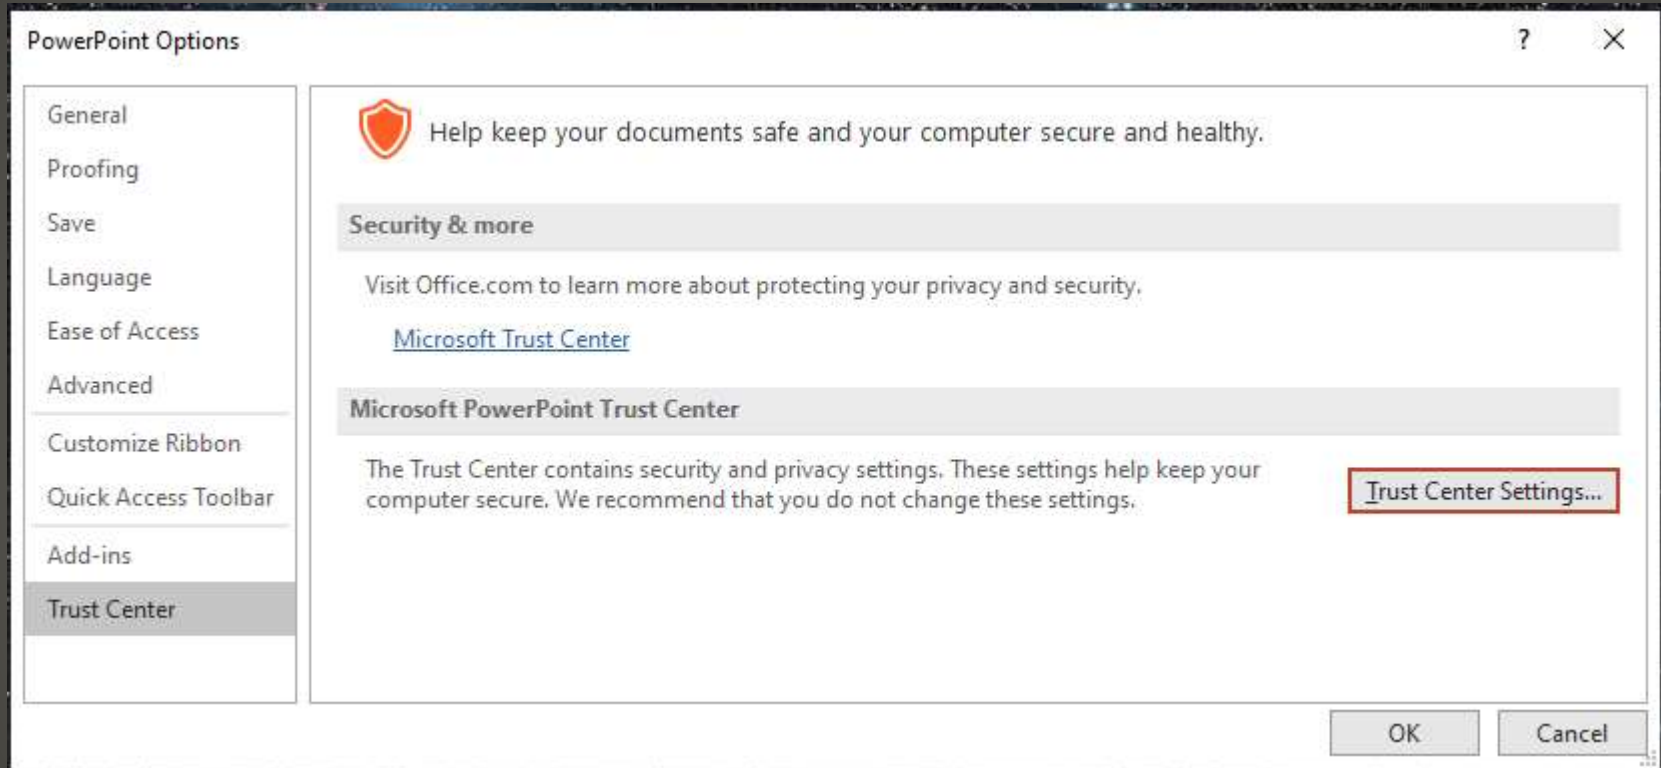 PowerPoint Options
?
General
Proofing
Save
Language
Ease of Access
Advanced
Customize Ribbon
Quick Access Toolbar
Add-ins
Trust Center
Help keep your documents safe and your computer secure and healthy.
Security & more
Visit Office.com to learn more about protecting your privacy and security.
Microsoft Trust Center
Microsoft PowerPoint Trust Center
The Trust Center contains security and privacy settings. These settings help keep your
computer secure. We recommend that you do not change these settings.
Trust Center Settings...
OK
Cancel